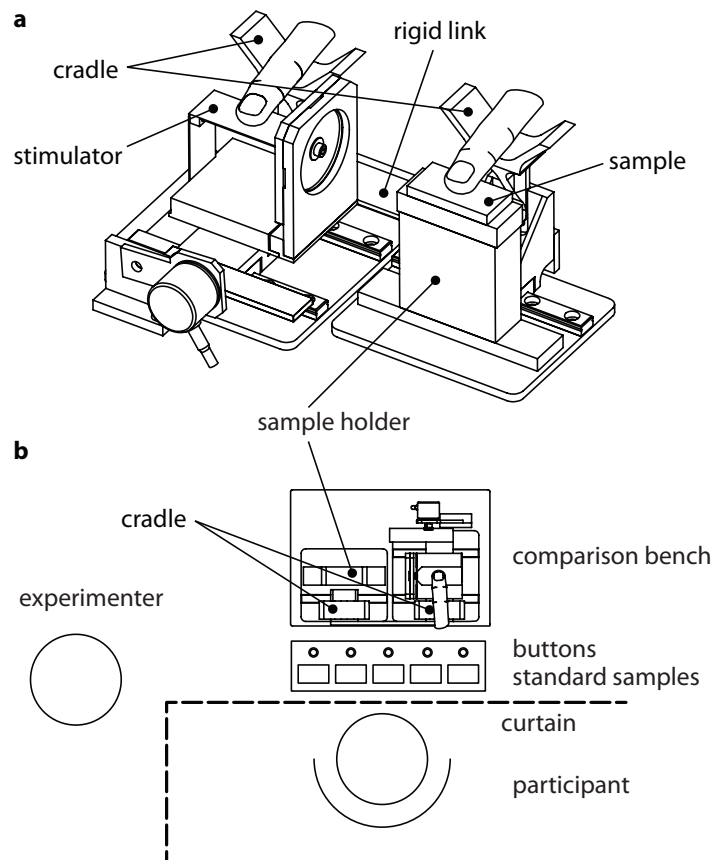 a
rigid link
cradle
stimulator
sample
sample holder
b
cradle
comparison bench
experimenter
buttons
standard samples
curtain
participant